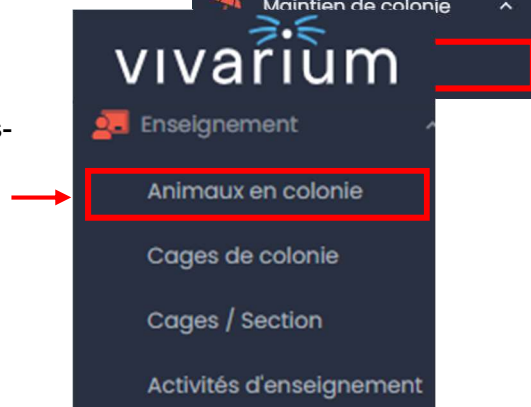 Maintien de colonie
vivarium
Enseignement
Animaux en colonie
Cages de colonie
Cages / Section
Activités d'enseignement